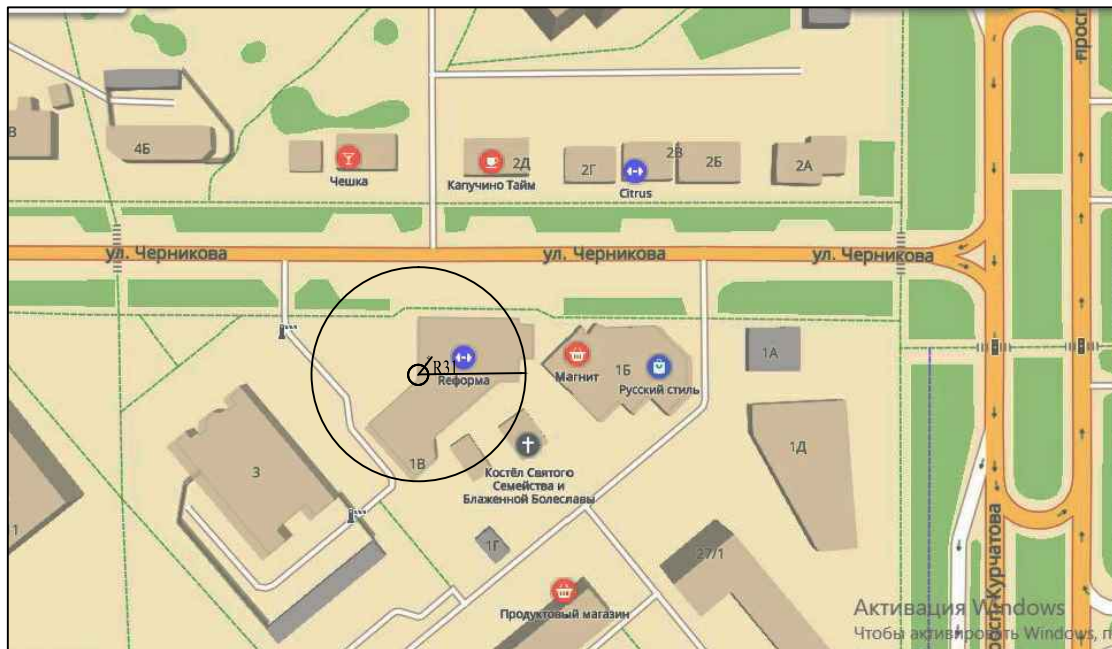 просп
В
4Б
Чешка
2Д
Капучино Тайм
2Г
2В
Citrus
2Б
2А
ул. Черникова
ул. Черникова
ул. Черникова
R31
Реформа
Магнит
1Б
Русский стиль
1А
1В
3
Костёл Святого
Семейства и
Блаженной Болеславы
1Д
1
1Г
27/1
Продуктовый магазин
просп Курчатова
Активация Windows
Чтобы активировать Windows, п